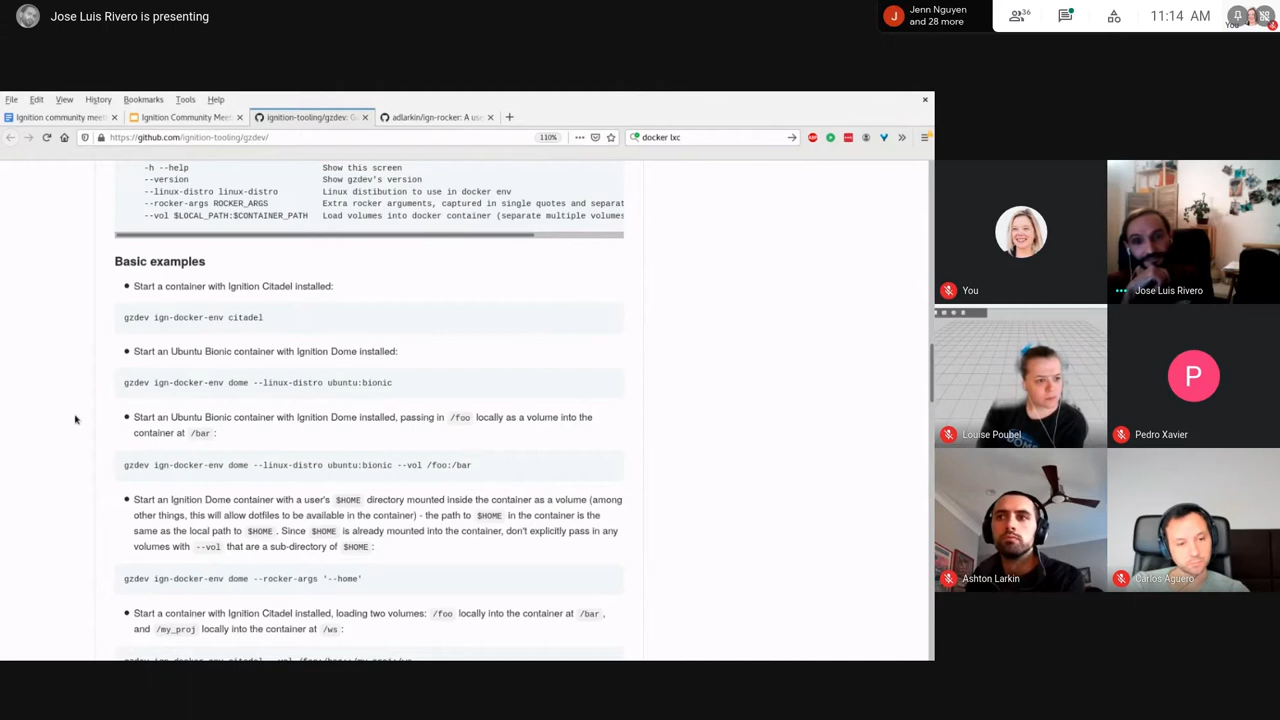 Jose Luis Rivero is presenting
Jenn Nguyen
and 28 more
J
36
11:14 AM
You
File Edit View History Bookmarks Tools Help
Ignition community meeti
Ignition Community Mee
ignition-tooling/gzdev: G
adlarkin/ign-rocker: A us
https://github.com/ignition-tooling/gzdev/
110%
docker lxc
-h --help Show this screen
--version Show gzdev's version
--linux-distro linux-distro Linux distibution to use in docker env
--rocker-args ROCKER_ARGS Extra rocker arguments, captured in single quotes and separat
--vol $LOCAL_PATH:$CONTAINER_PATH Load volumes into docker container (separate multiple volumes
Basic examples
Start a container with Ignition Citadel installed:
gzdev ign-docker-env citadel
Start an Ubuntu Bionic container with Ignition Dome installed:
gzdev ign-docker-env dome --linux-distro ubuntu:bionic
Start an Ubuntu Bionic container with Ignition Dome installed, passing in /foo locally as a volume into the
container at /bar :
gzdev ign-docker-env dome --linux-distro ubuntu:bionic --vol /foo:/bar
Start an Ignition Dome container with a user's $HOME directory mounted inside the container as a volume (among
other things, this will allow dotfiles to be available in the container) - the path to $HOME in the container is the
same as the local path to $HOME . Since $HOME is already mounted into the container, don't explicitly pass in any
volumes with --vol that are a sub-directory of $HOME :
gzdev ign-docker-env dome --rocker-args '--home'
Start a container with Ignition Citadel installed, loading two volumes: /foo locally into the container at /bar ,
and /my_proj locally into the container at /ws :
You
Jose Luis Rivero
Louise Poubel
P
Pedro Xavier
Ashton Larkin
Carlos Agüero